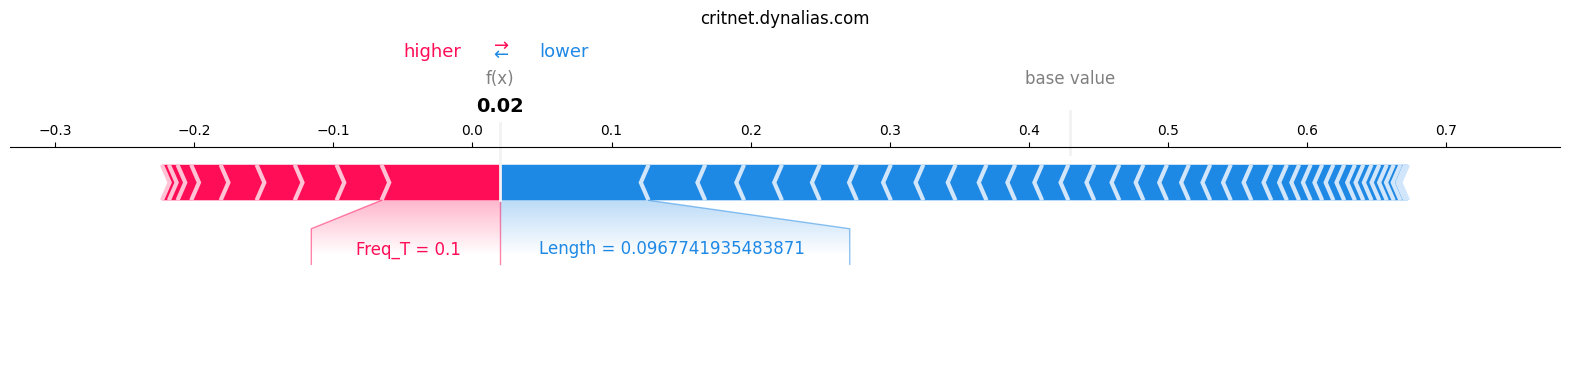 critnet.dynalias.com
higher ⇄ lower
f(x) base value
0.02
−0.3 −0.2 −0.1 0.0 0.1 0.2 0.3 0.4 0.5 0.6 0.7
Freq_T = 0.1 Length = 0.0967741935483871